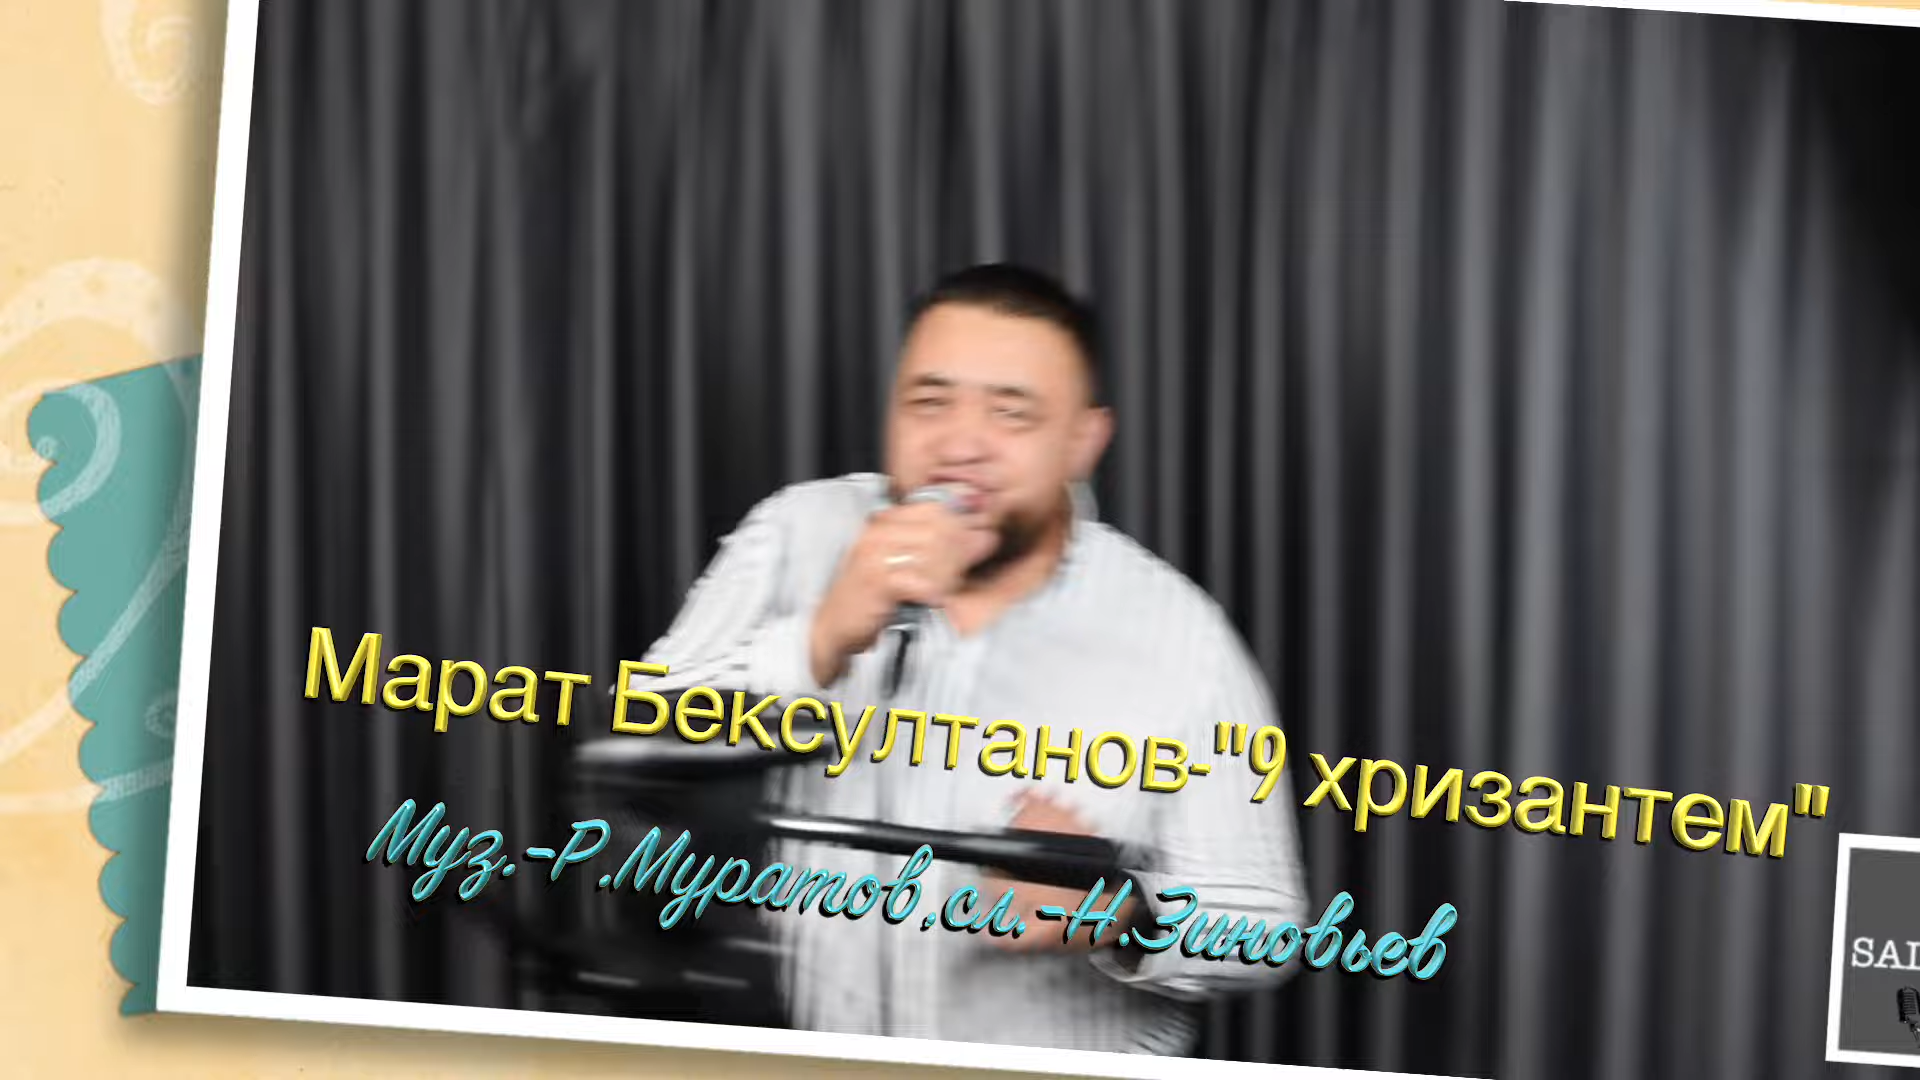 Марат Бексултанов-"9 хризантем"
Муз.-Р.Муратов,сл.-Н.Зиновьев